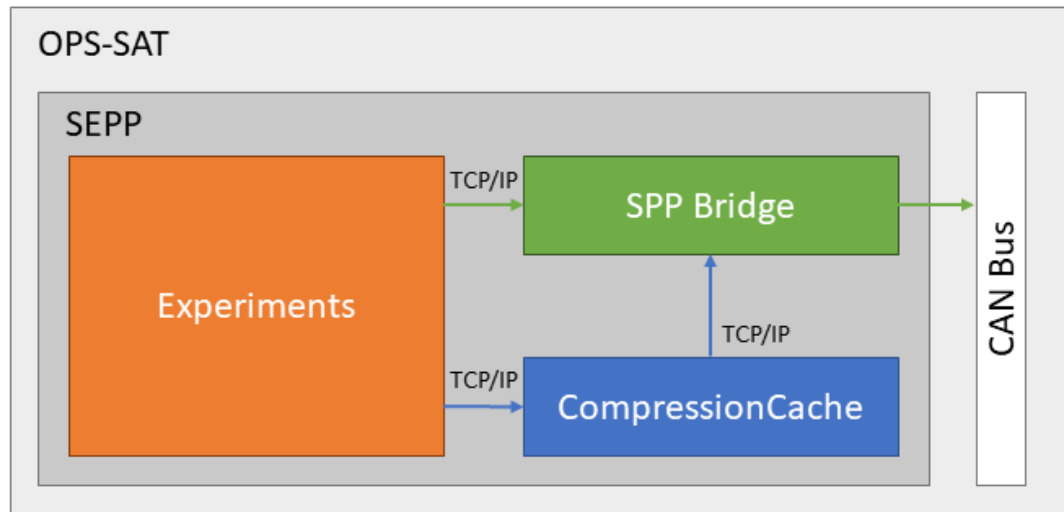 OPS-SAT
SEPP
Experiments
TCP/IP
SPP Bridge
TCP/IP
TCP/IP
CompressionCache
CAN Bus